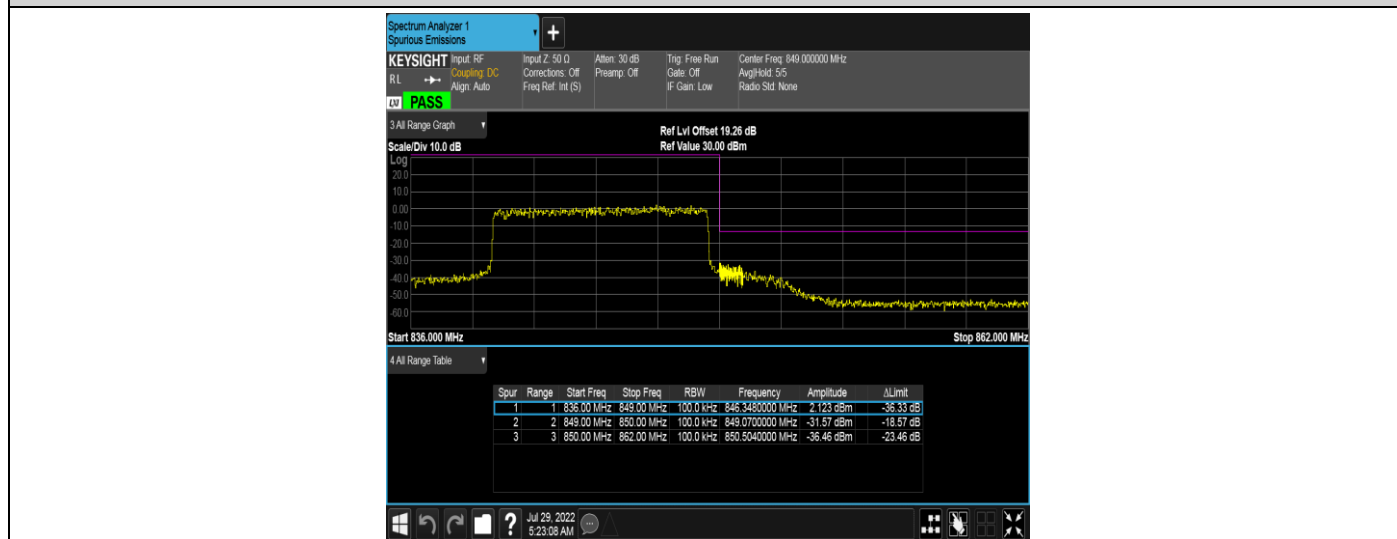 Spectrum Analyzer 1
Spurious Emissions
+
KEYSIGHT Input: RF Input Z: 50 Ω Atten: 30 dB Trig: Free Run Center Freq: 849.000000 MHz
RL Coupling: DC Corrections: Off Preamp: Off Gate: Off Avg|Hold: 5/5
Align: Auto Freq Ref: Int (S) IF Gain: Low Radio Std: None
LXI PASS
3 All Range Graph
Ref Lvl Offset 19.26 dB
Scale/Div 10.0 dB Ref Value 30.00 dBm
Log
20.0
10.0
0.00
-10.0
-20.0
-30.0
-40.0
-50.0
-60.0
Start 836.000 MHz Stop 862.000 MHz
4 All Range Table
Spur Range Start Freq Stop Freq RBW Frequency Amplitude ΔLimit
1 1 836.00 MHz 849.00 MHz 100.0 kHz 846.3480000 MHz 2.123 dBm -36.33 dB
2 2 849.00 MHz 850.00 MHz 100.0 kHz 849.0700000 MHz -31.57 dBm -18.57 dB
3 3 850.00 MHz 862.00 MHz 100.0 kHz 850.5040000 MHz -36.46 dBm -23.46 dB
? Jul 29, 2022
5:23:08 AM